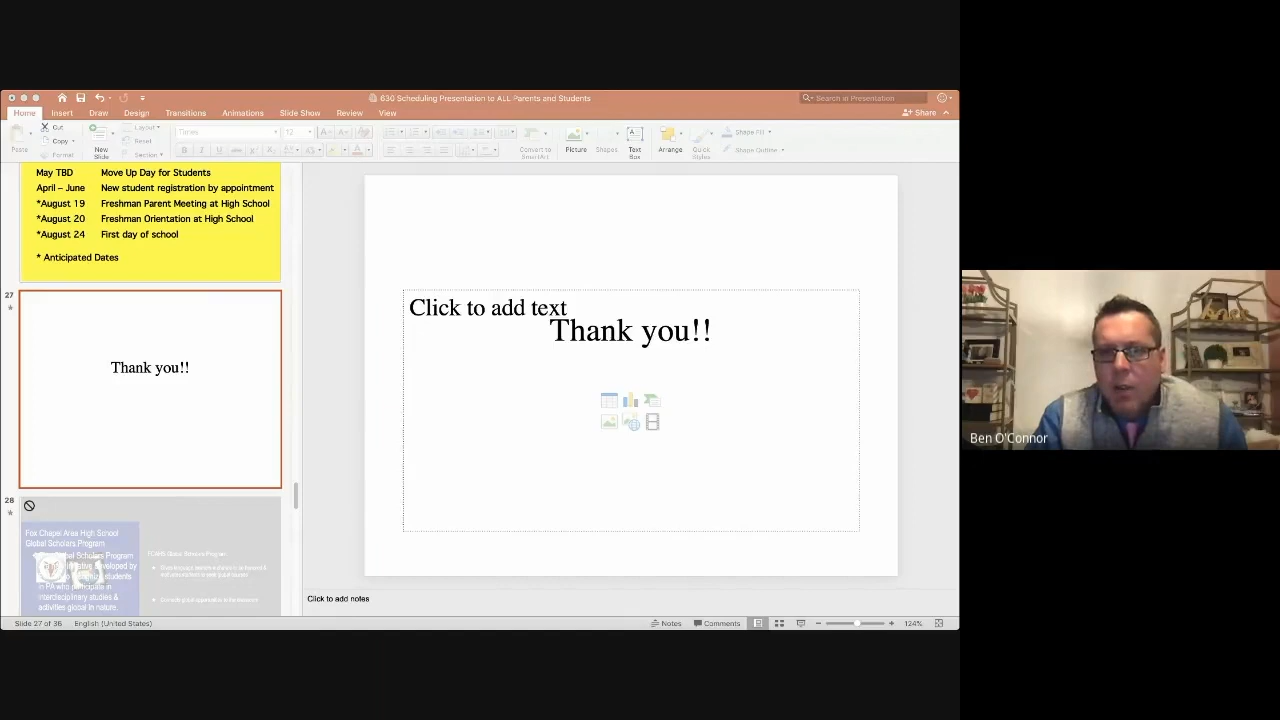 630 Scheduling Presentation to ALL Parents and Students
Search in Presentation
Home Insert Draw Design Transitions Animations Slide Show Review View
Share
Paste
Cut
Copy
Format
New
Slide
Layout
Reset
Section
Times
12
Convert to
SmartArt
Picture
Shapes
Text
Box
Arrange
Quick
Styles
Shape Fill
Shape Outline
May TBD Move Up Day for Students
April – June New student registration by appointment
*August 19 Freshman Parent Meeting at High School
*August 20 Freshman Orientation at High School
*August 24 First day of school
* Anticipated Dates
27
Thank you!!
28
Fox Chapel Area High School
Global Scholars Program
Click to add text
Thank you!!
Click to add notes
Slide 27 of 36 English (United States)
Notes Comments
124%
Ben O'Connor